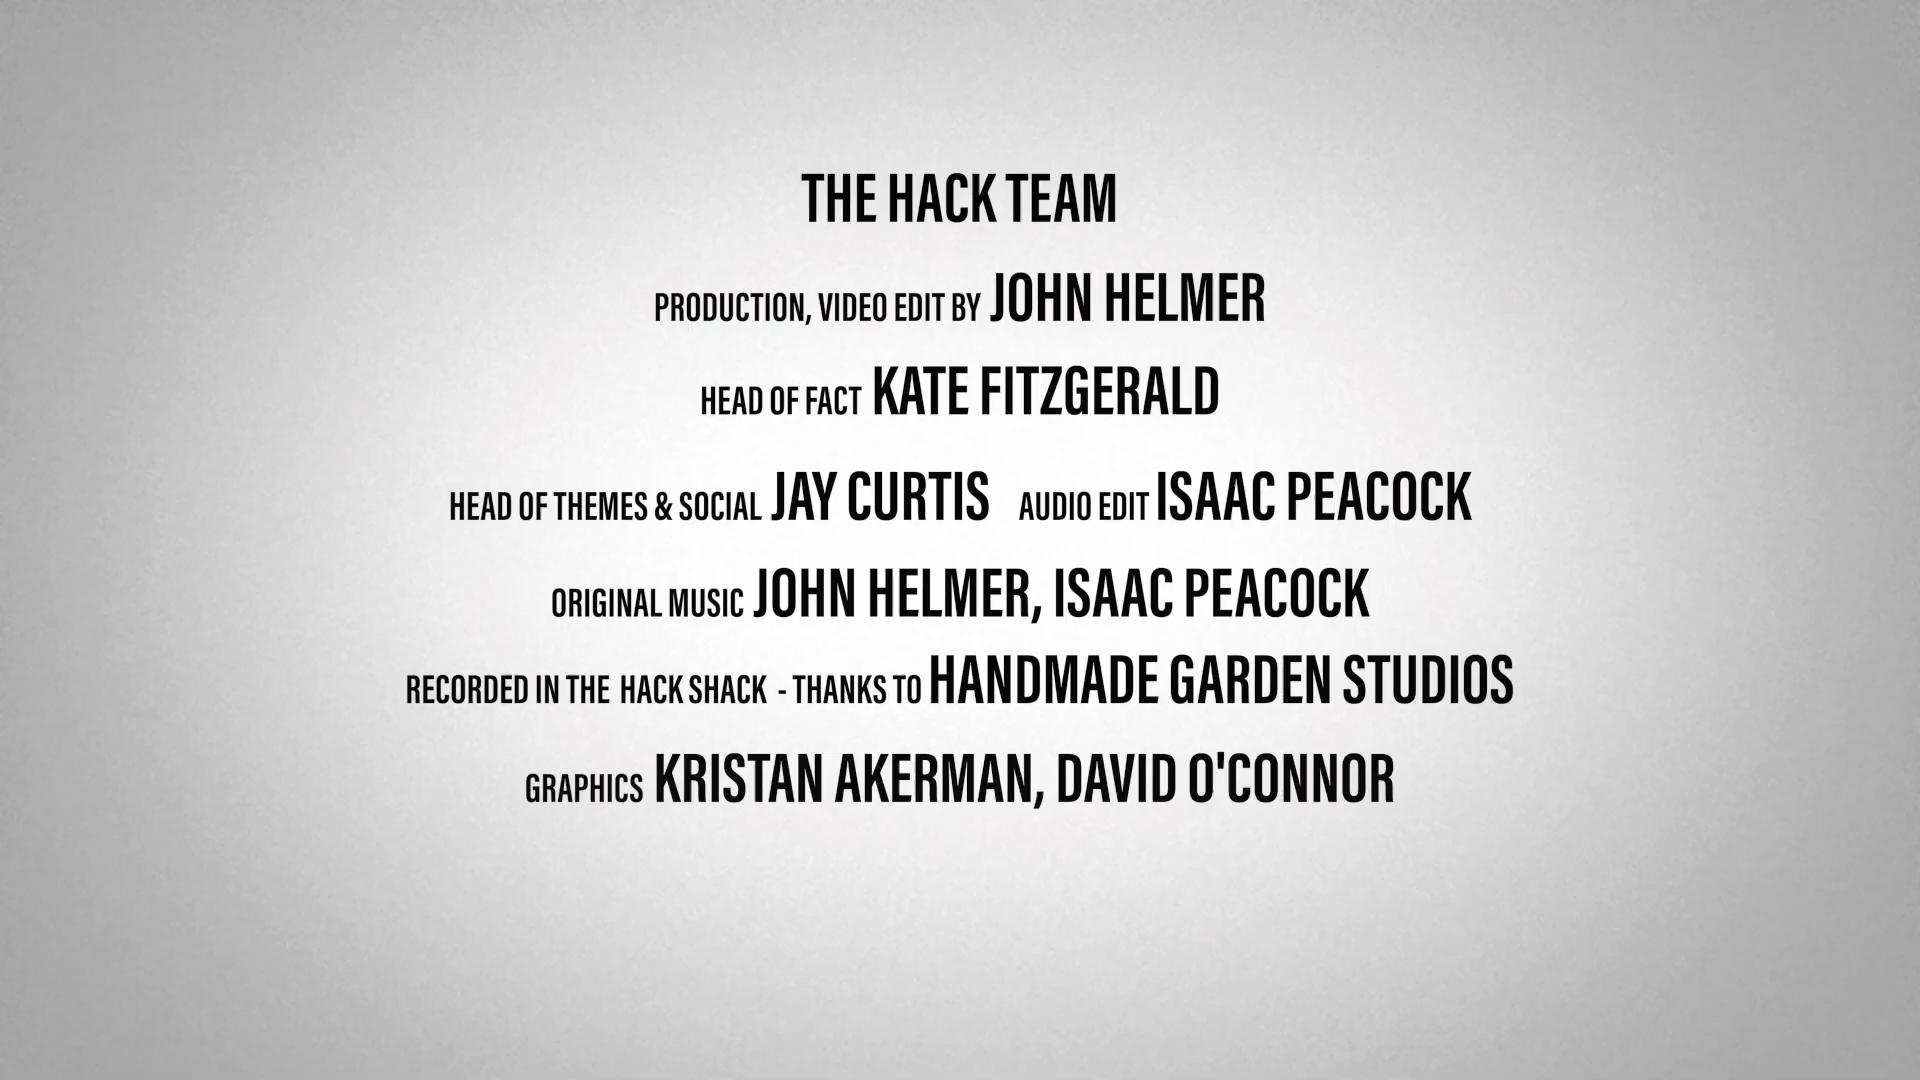 THE HACK TEAM
PRODUCTION, VIDEO EDIT BY JOHN HELMER
HEAD OF FACT KATE FITZGERALD
HEAD OF THEMES & SOCIAL JAY CURTIS AUDIO EDIT ISAAC PEACOCK
ORIGINAL MUSIC JOHN HELMER, ISAAC PEACOCK
RECORDED IN THE HACK SHACK - THANKS TO HANDMADE GARDEN STUDIOS
GRAPHICS KRISTAN AKERMAN, DAVID O'CONNOR